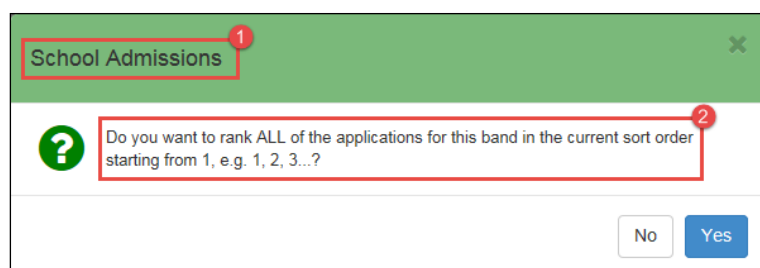 School Admissions
1
×
2
?
Do you want to rank ALL of the applications for this band in the current sort order
starting from 1, e.g. 1, 2, 3...?
No
Yes